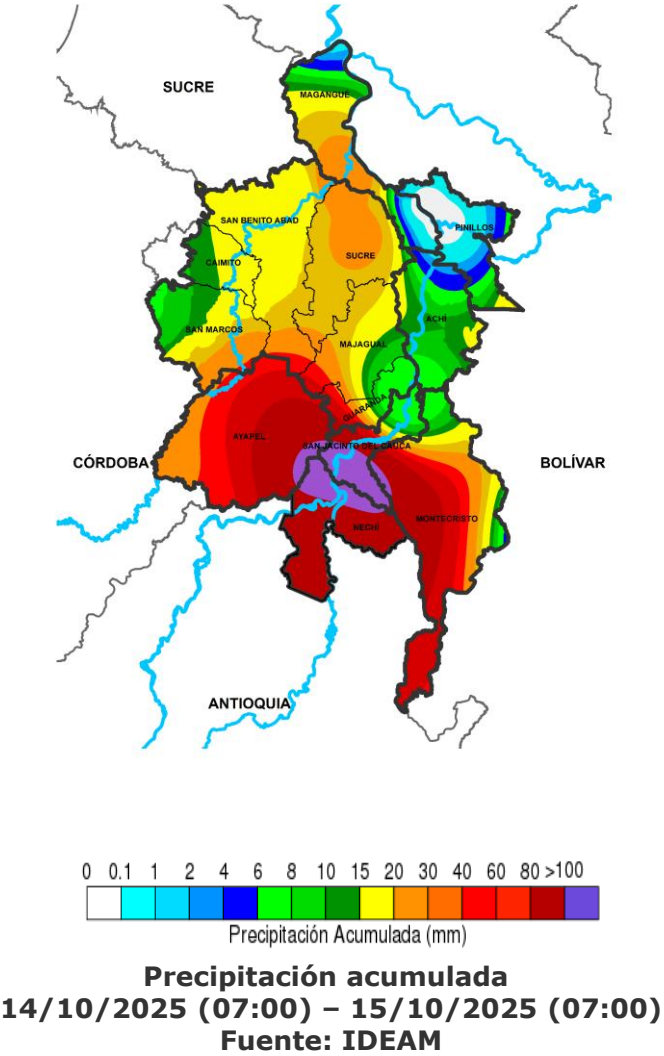 SUCRE
MAGANGUÉ
SAN BENITO ABAD
PINILLOS
SUCRE
CAIMITO
ACHÍ
SAN MARCOS
MAJAGUAL
GUARANDA
AYAPEL
SAN JACINTO DEL CAUCA
CÓRDOBA
BOLÍVAR
MONTECRISTO
NECHÍ
ANTIOQUIA
0 0.1 1 2 4 6 8 10 15 20 30 40 60 80 >100
Precipitación Acumulada (mm)
Precipitación acumulada
14/10/2025 (07:00) – 15/10/2025 (07:00)
Fuente: IDEAM